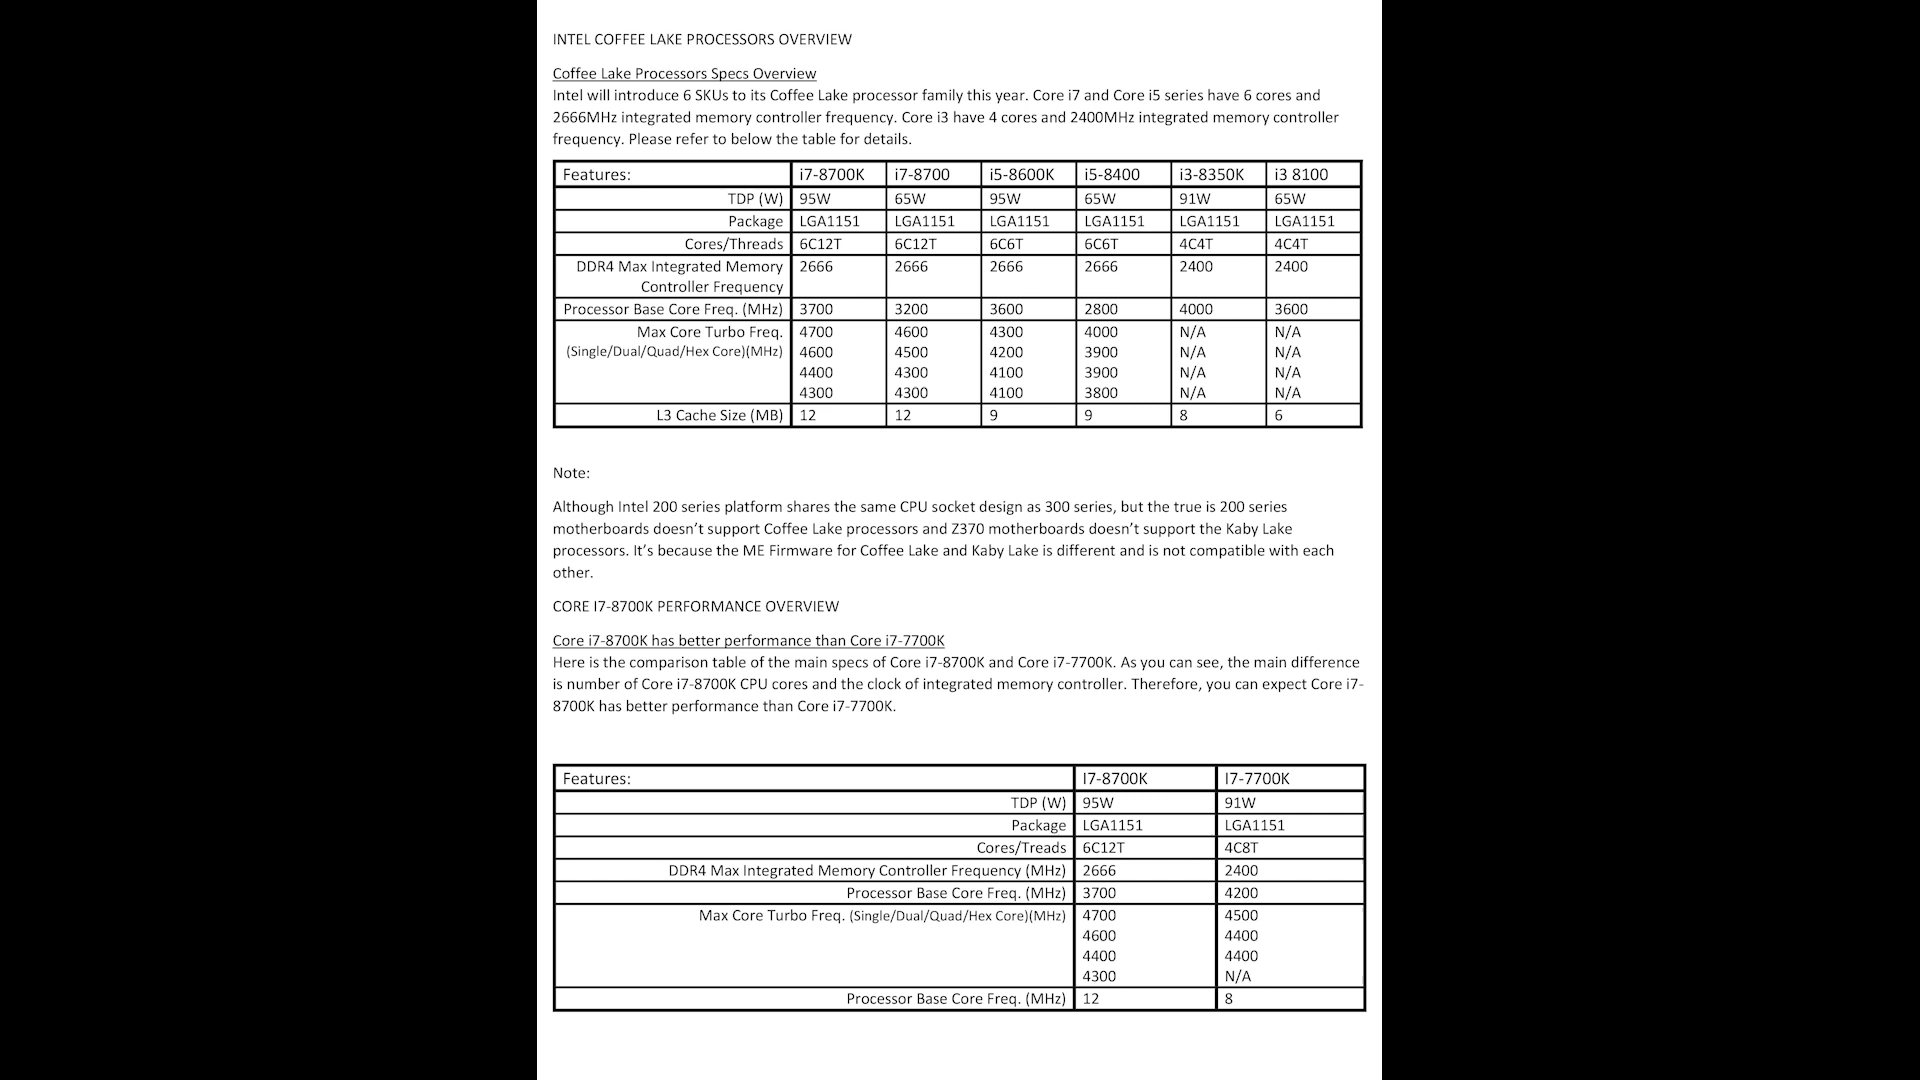 INTEL COFFEE LAKE PROCESSORS OVERVIEW
Coffee Lake Processors Specs Overview
Intel will introduce 6 SKUs to its Coffee Lake processor family this year. Core i7 and Core i5 series have 6 cores and
2666MHz integrated memory controller frequency. Core i3 have 4 cores and 2400MHz integrated memory controller
frequency. Please refer to below the table for details.
Features: i7-8700K i7-8700 i5-8600K i5-8400 i3-8350K i3 8100
TDP (W) 95W 65W 95W 65W 91W 65W
Package LGA1151 LGA1151 LGA1151 LGA1151 LGA1151 LGA1151
Cores/Threads 6C12T 6C12T 6C6T 6C6T 4C4T 4C4T
DDR4 Max Integrated Memory 2666 2666 2666 2666 2400 2400
Controller Frequency
Processor Base Core Freq. (MHz) 3700 3200 3600 2800 4000 3600
Max Core Turbo Freq. 4700 4600 4300 4000 N/A N/A
(Single/Dual/Quad/Hex Core)(MHz) 4600 4500 4200 3900 N/A N/A
4400 4300 4100 3900 N/A N/A
4300 4300 4100 3800 N/A N/A
L3 Cache Size (MB) 12 12 9 9 8 6
Note:
Although Intel 200 series platform shares the same CPU socket design as 300 series, but the true is 200 series
motherboards doesn't support Coffee Lake processors and Z370 motherboards doesn't support the Kaby Lake
processors. It's because the ME Firmware for Coffee Lake and Kaby Lake is different and is not compatible with each
other.
CORE I7-8700K PERFORMANCE OVERVIEW
Core i7-8700K has better performance than Core i7-7700K
Here is the comparison table of the main specs of Core i7-8700K and Core i7-7700K. As you can see, the main difference
is number of Core i7-8700K CPU cores and the clock of integrated memory controller. Therefore, you can expect Core i7-
8700K has better performance than Core i7-7700K.
Features: I7-8700K I7-7700K
TDP (W) 95W 91W
Package LGA1151 LGA1151
Cores/Treads 6C12T 4C8T
DDR4 Max Integrated Memory Controller Frequency (MHz) 2666 2400
Processor Base Core Freq. (MHz) 3700 4200
Max Core Turbo Freq. (Single/Dual/Quad/Hex Core)(MHz) 4700 4500
4600 4400
4400 4400
4300 N/A
Processor Base Core Freq. (MHz) 12 8